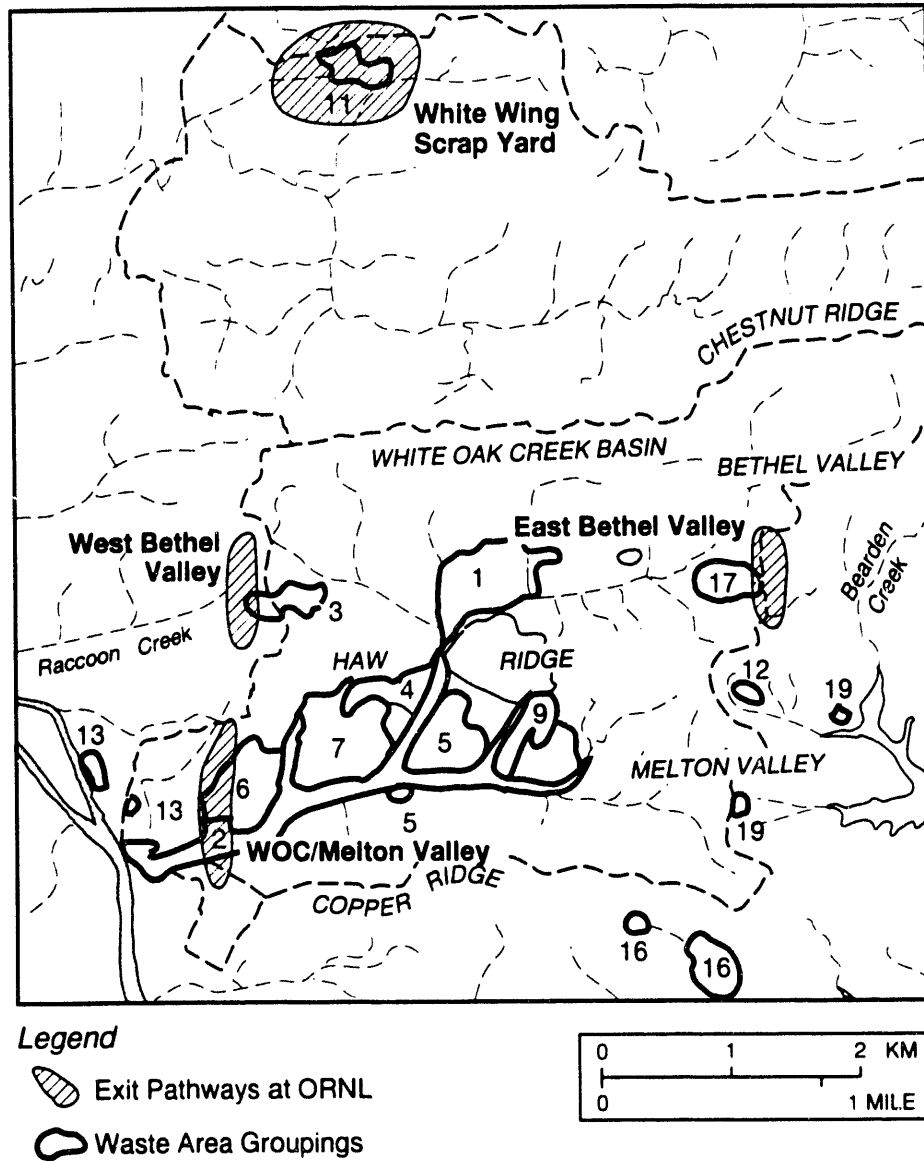 11
White Wing
Scrap Yard
CHESTNUT RIDGE
WHITE OAK CREEK BASIN
BETHEL VALLEY
West Bethel
Valley
East Bethel Valley
1
17
3
Bearden
Creek
Raccoon Creek
HAW RIDGE
4
12
19
13
9
7
5
6
13
MELTON VALLEY
5
19
2
WOC/Melton Valley
COPPER RIDGE
16
16
Legend
Exit Pathways at ORNL
Waste Area Groupings
0 1 2 KM
0 1 MILE